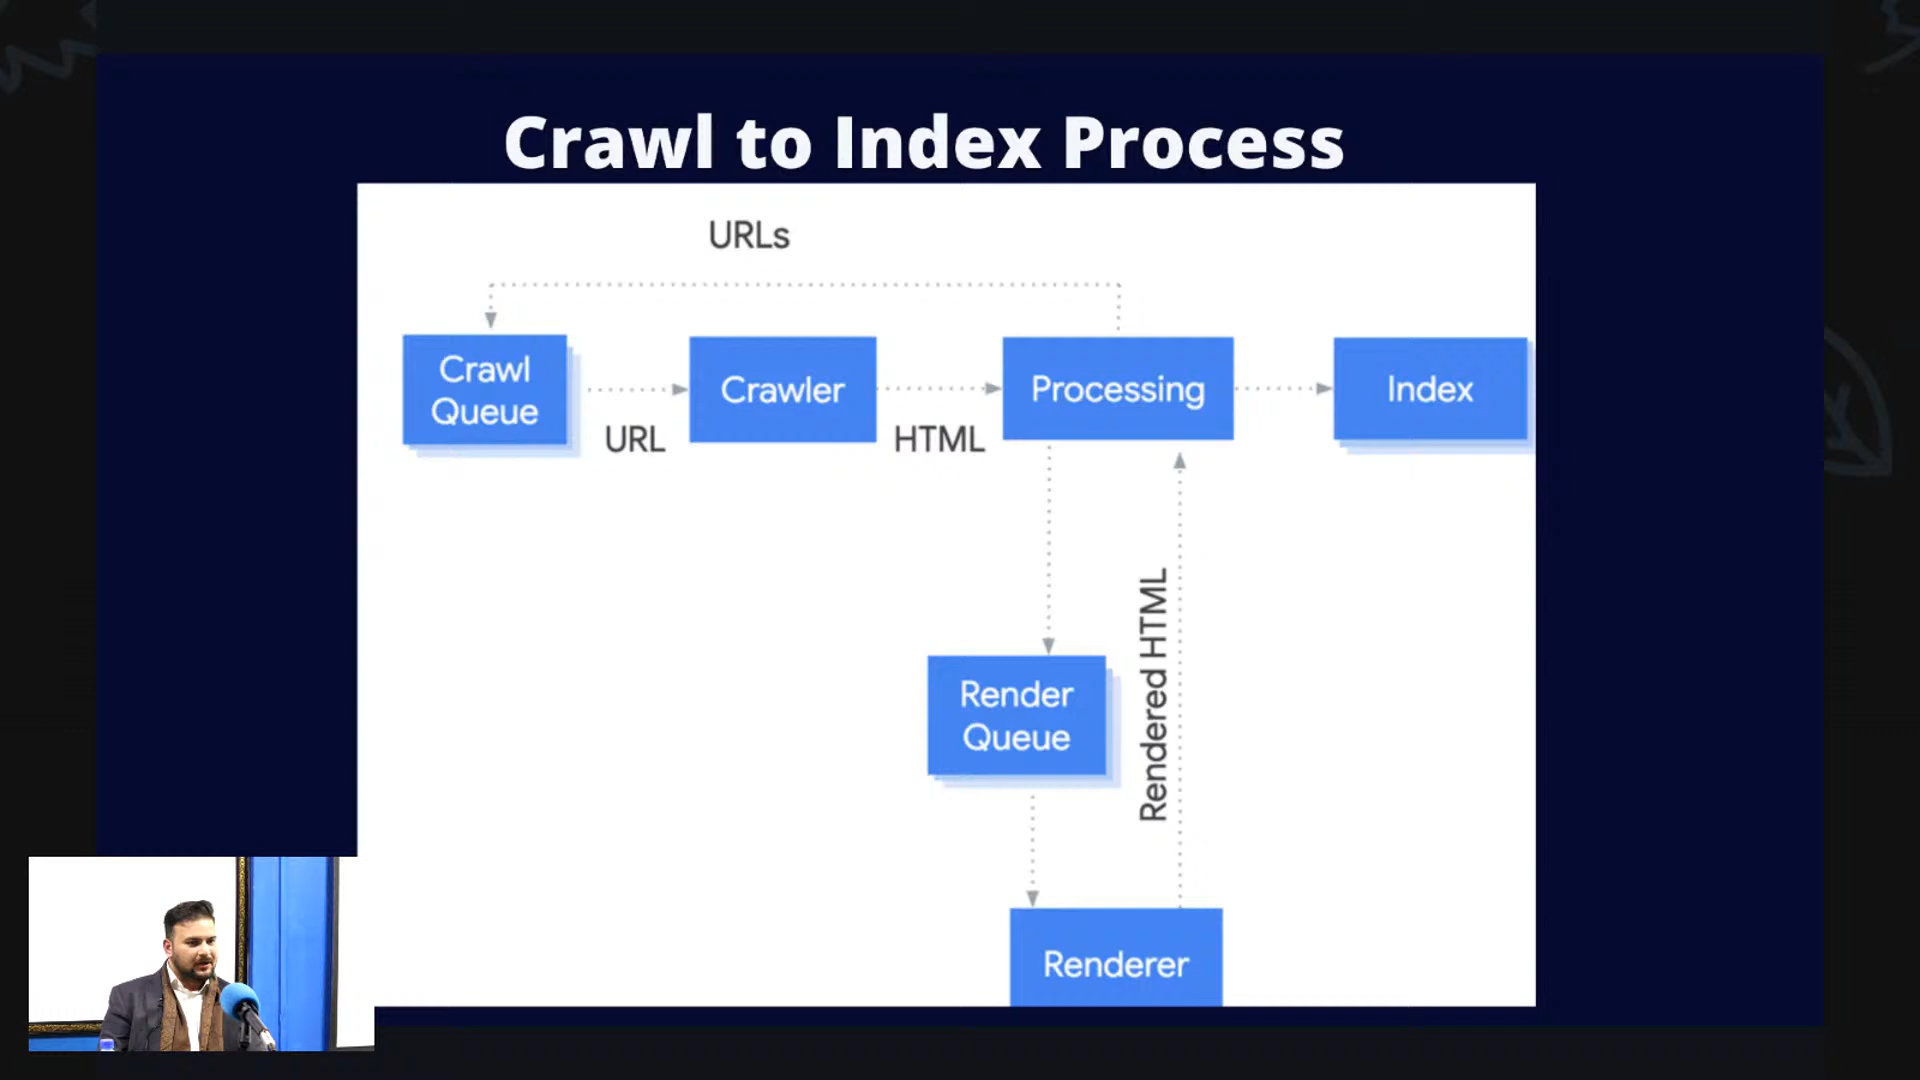 Crawl to Index Process
URLs
Crawl
Queue
URL
Crawler
HTML
Processing
Index
Render
Queue
Rendered HTML
Renderer